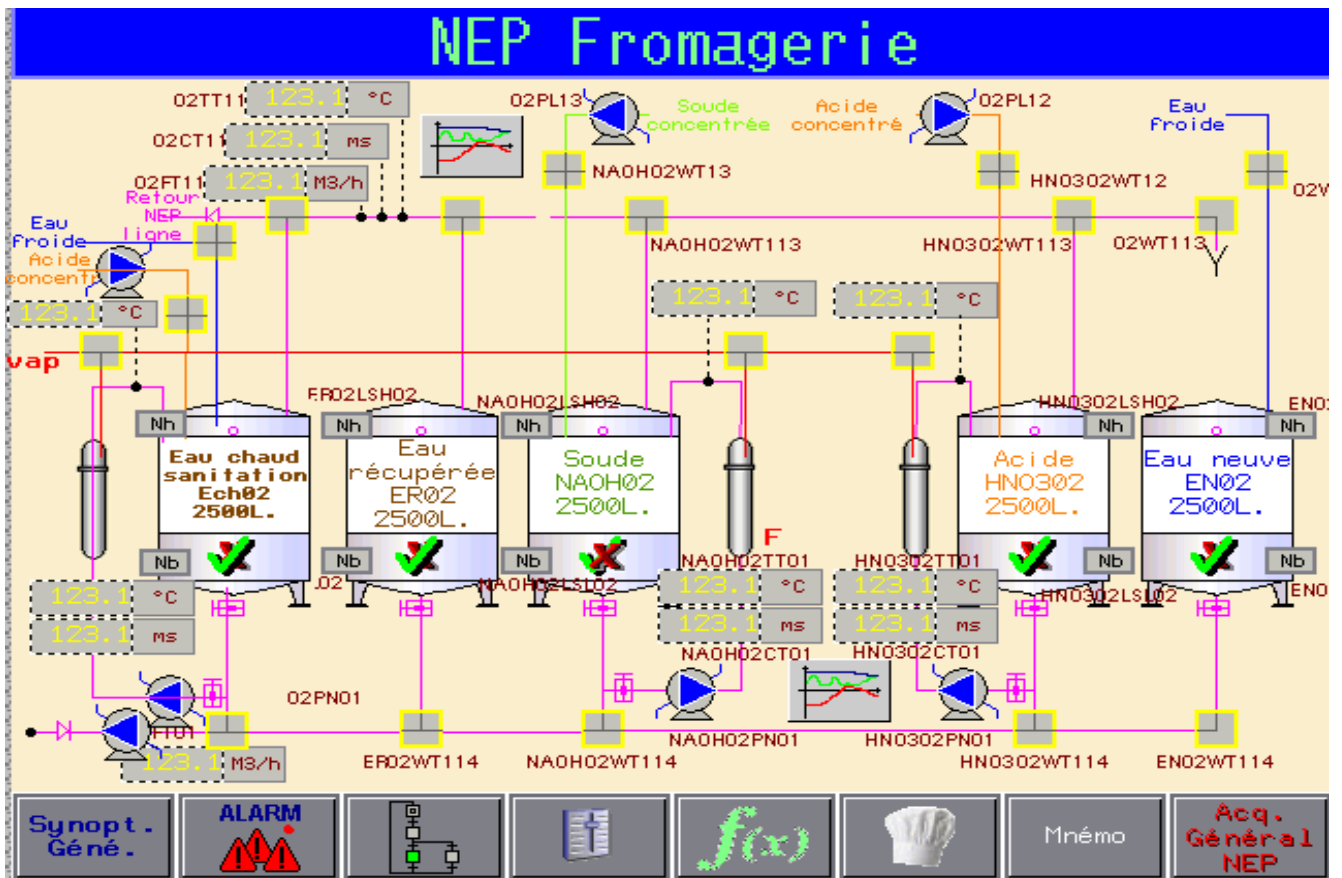 NEP Fromagerie
02TT11 123.1 °C
02PL13
Soude
concentrée
Acide
concentré
02PL12
Eau
froide
02CT11 123.1 ms
02FT11 123.1 M3/h
NAOH02WT13
HNO302WT12
Retour
NEP
ligne
Eau
froide
Acide
NAOH02WT113
HNO302WT113
02WT113
123.1 °C
123.1 °C
123.1 °C
vap
ER02LSH02
NAOH02LSH02
HNO302LSH02
Nh
Nh
Nh
Nh
Nh
Eau chaud
sanitation
Ech02
2500L.
Eau
récupérée
ER02
2500L.
Soude
NAOH02
2500L.
Acide
HNO302
2500L.
Eau neuve
EN02
2500L.
F
Nb
Nb
Nb
Nb
Nb
NAOH02TT01
HNO302TT01
NAOH02LSL02
HNO302LSL02
123.1 °C
123.1 °C
123.1 °C
123.1 ms
123.1 ms
123.1 ms
NAOH02CT01
HNO302CT01
02PN01
NAOH02PN01
HNO302PN01
123.1 M3/h
ER02WT114
NAOH02WT114
HNO302WT114
EN02WT114
Synopt.
Géné.
ALARM
f(x)
Mnémo
Acq.
Général
NEP